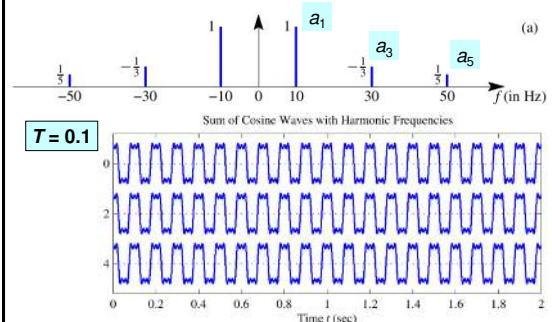 1 1 a₁ (a)
a₃
1/5 −1/3 −1/3 1/5 a₅
−50 −30 −10 0 10 30 50 f (in Hz)
Sum of Cosine Waves with Harmonic Frequencies
T = 0.1
0
2
4
0 0.2 0.4 0.6 0.8 1 1.2 1.4 1.6 1.8 2
Time t (sec)